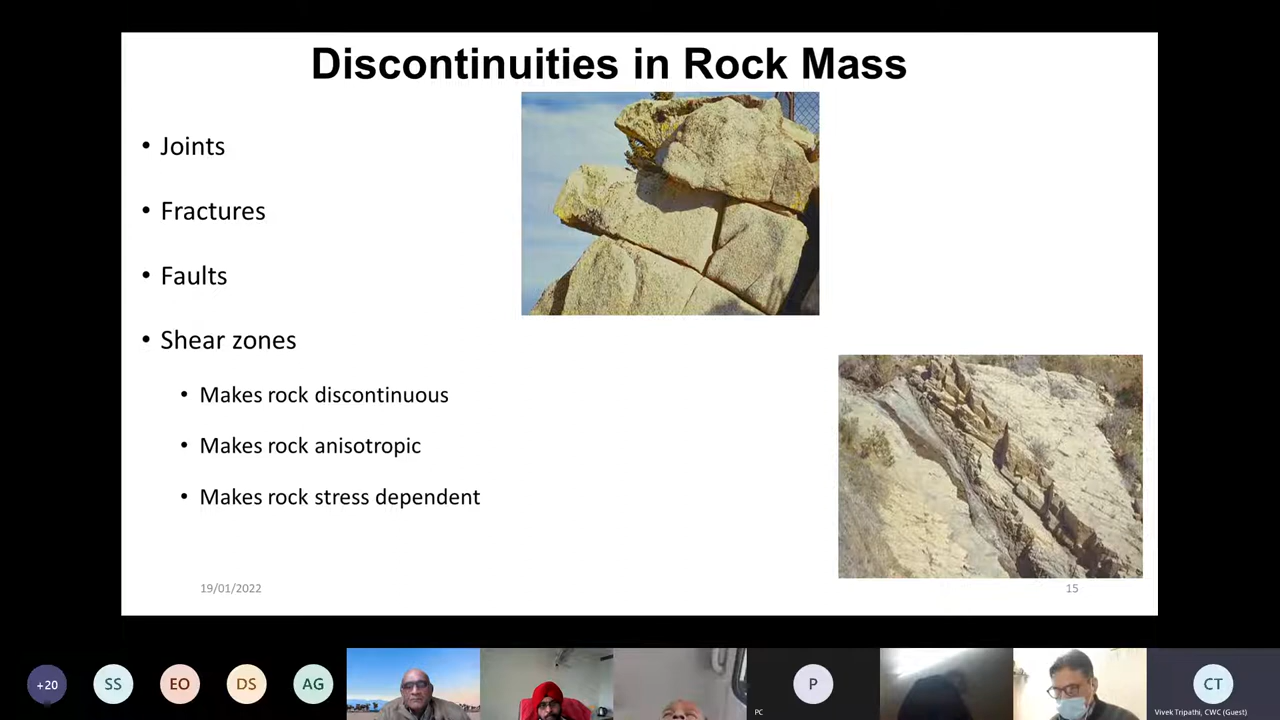 Discontinuities in Rock Mass
• Joints
• Fractures
• Faults
• Shear zones
• Makes rock discontinuous
• Makes rock anisotropic
• Makes rock stress dependent
19/01/2022
15
+20
SS
EO
DS
AG
P
CT
PC
Vivek Tripathi, CWC (Guest)